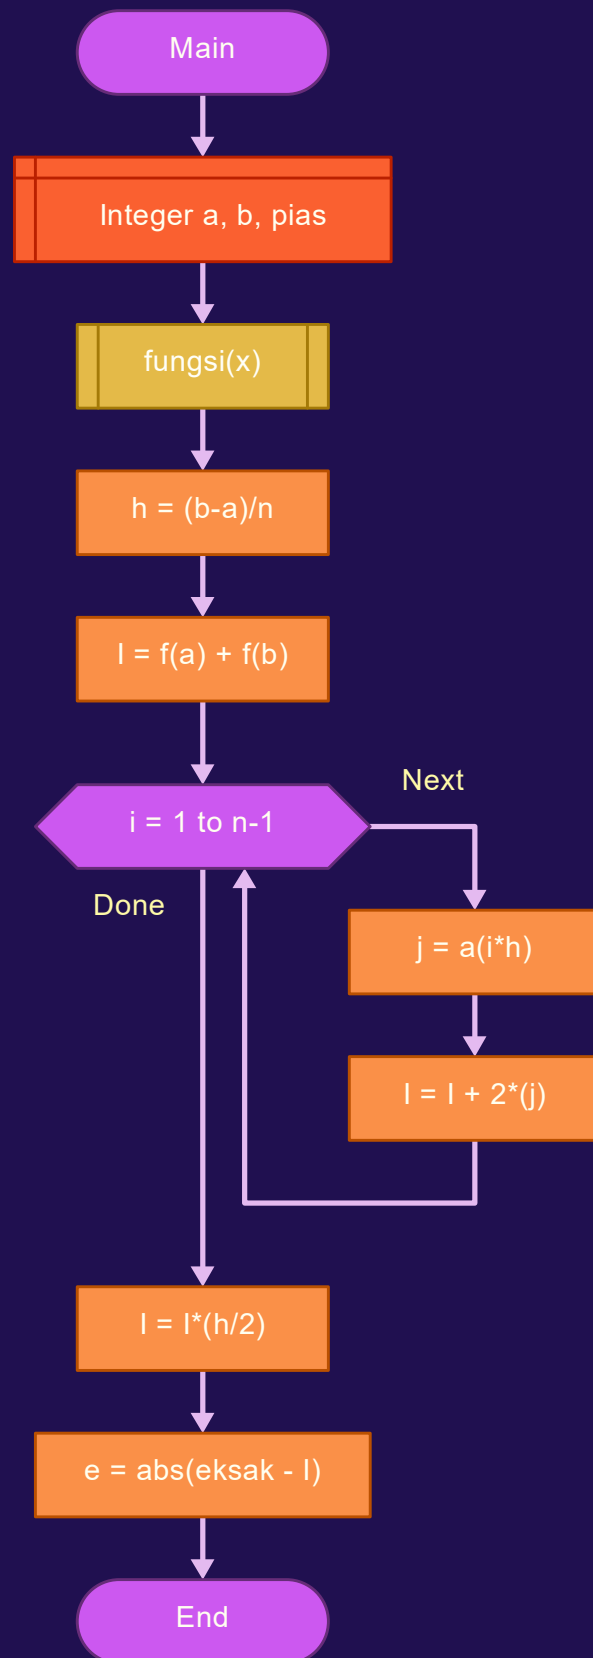 Main
Integer a, b, pias
fungsi(x)
h = (b-a)/n
I = f(a) + f(b)
i = 1 to n-1
Next
Done
j = a(i*h)
I = I + 2*(j)
I = I*(h/2)
e = abs(eksak - I)
End